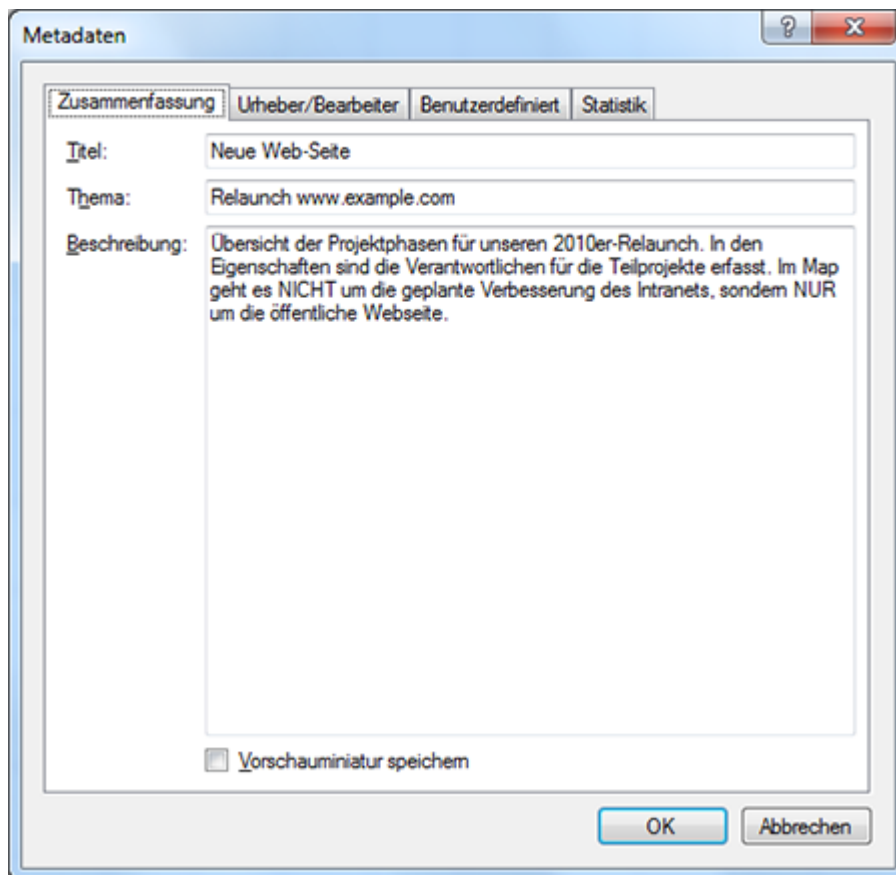 Metadaten
Zusammenfassung Urheber/Bearbeiter Benutzerdefiniert Statistik
Titel: Neue Web-Seite
Thema: Relaunch www.example.com
Beschreibung: Übersicht der Projektphasen für unseren 2010er-Relaunch. In den
Eigenschaften sind die Verantwortlichen für die Teilprojekte erfasst. Im Map
geht es NICHT um die geplante Verbesserung des Intranets, sondern NUR
um die öffentliche Webseite.
Vorschauminiatur speichern
OK Abbrechen